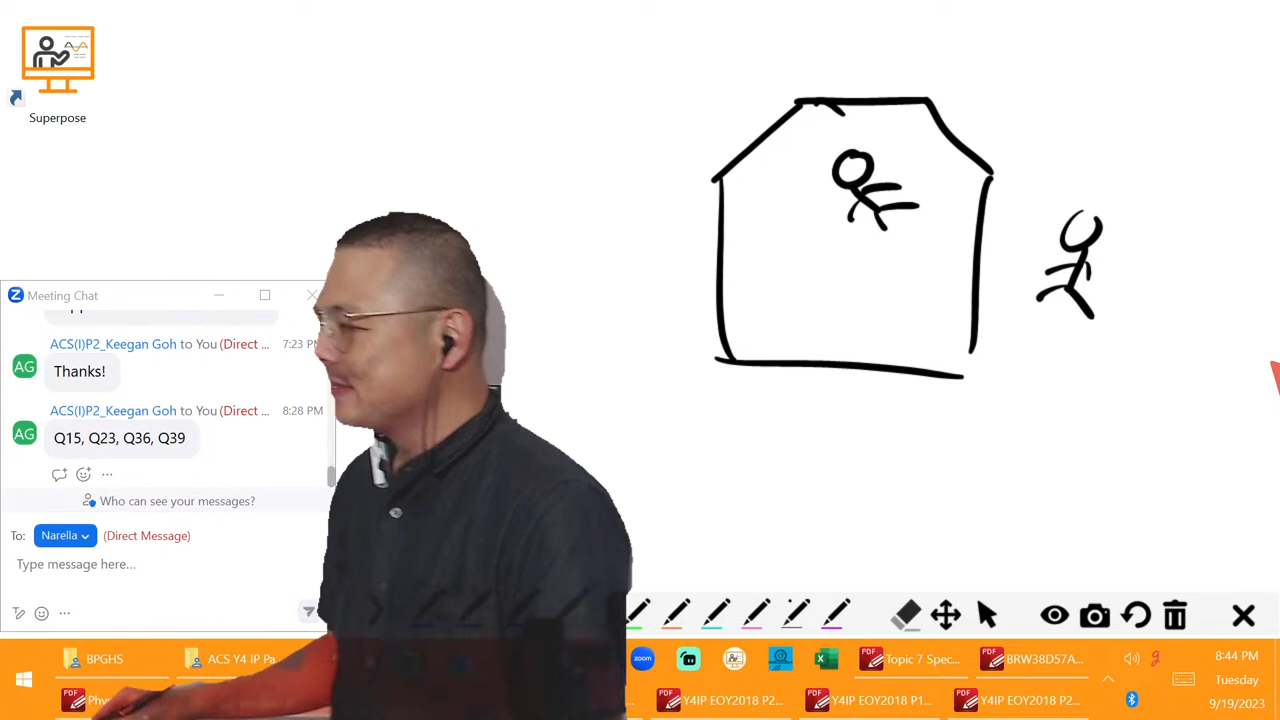 Superpose
Meeting Chat
ACS(I)P2_Keegan Goh to You (Direct ... 7:23 PM
AG Thanks!
ACS(I)P2_Keegan Goh to You (Direct ... 8:28 PM
AG Q15, Q23, Q36, Q39
Who can see your messages?
To: Narella (Direct Message)
Type message here...
BPGHS
ACS Y4 IP Pa...
Topic 7 Spec...
BRW38D57A...
8:44 PM
Tuesday
Y4IP EOY2018 P2...
Y4IP EOY2018 P1...
Y4IP EOY2018 P2...
9/19/2023